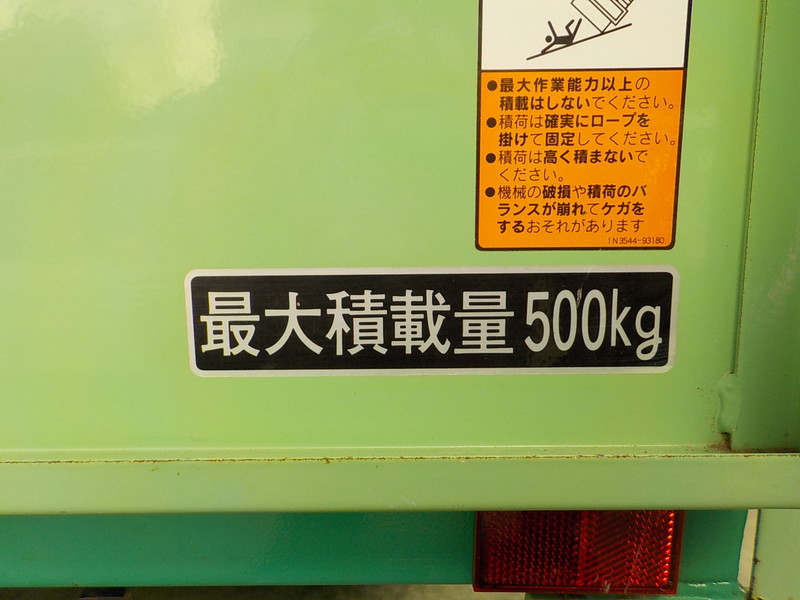 ●最大作業能力以上の
積載はしないでください。
●積荷は確実にロープを
掛けて固定してください。
●積荷は高く積まないで
ください。
●機械の破損や積荷のバ
ランスが崩れてケガを
するおそれがあります
1N3544-93180
最大積載量500kg